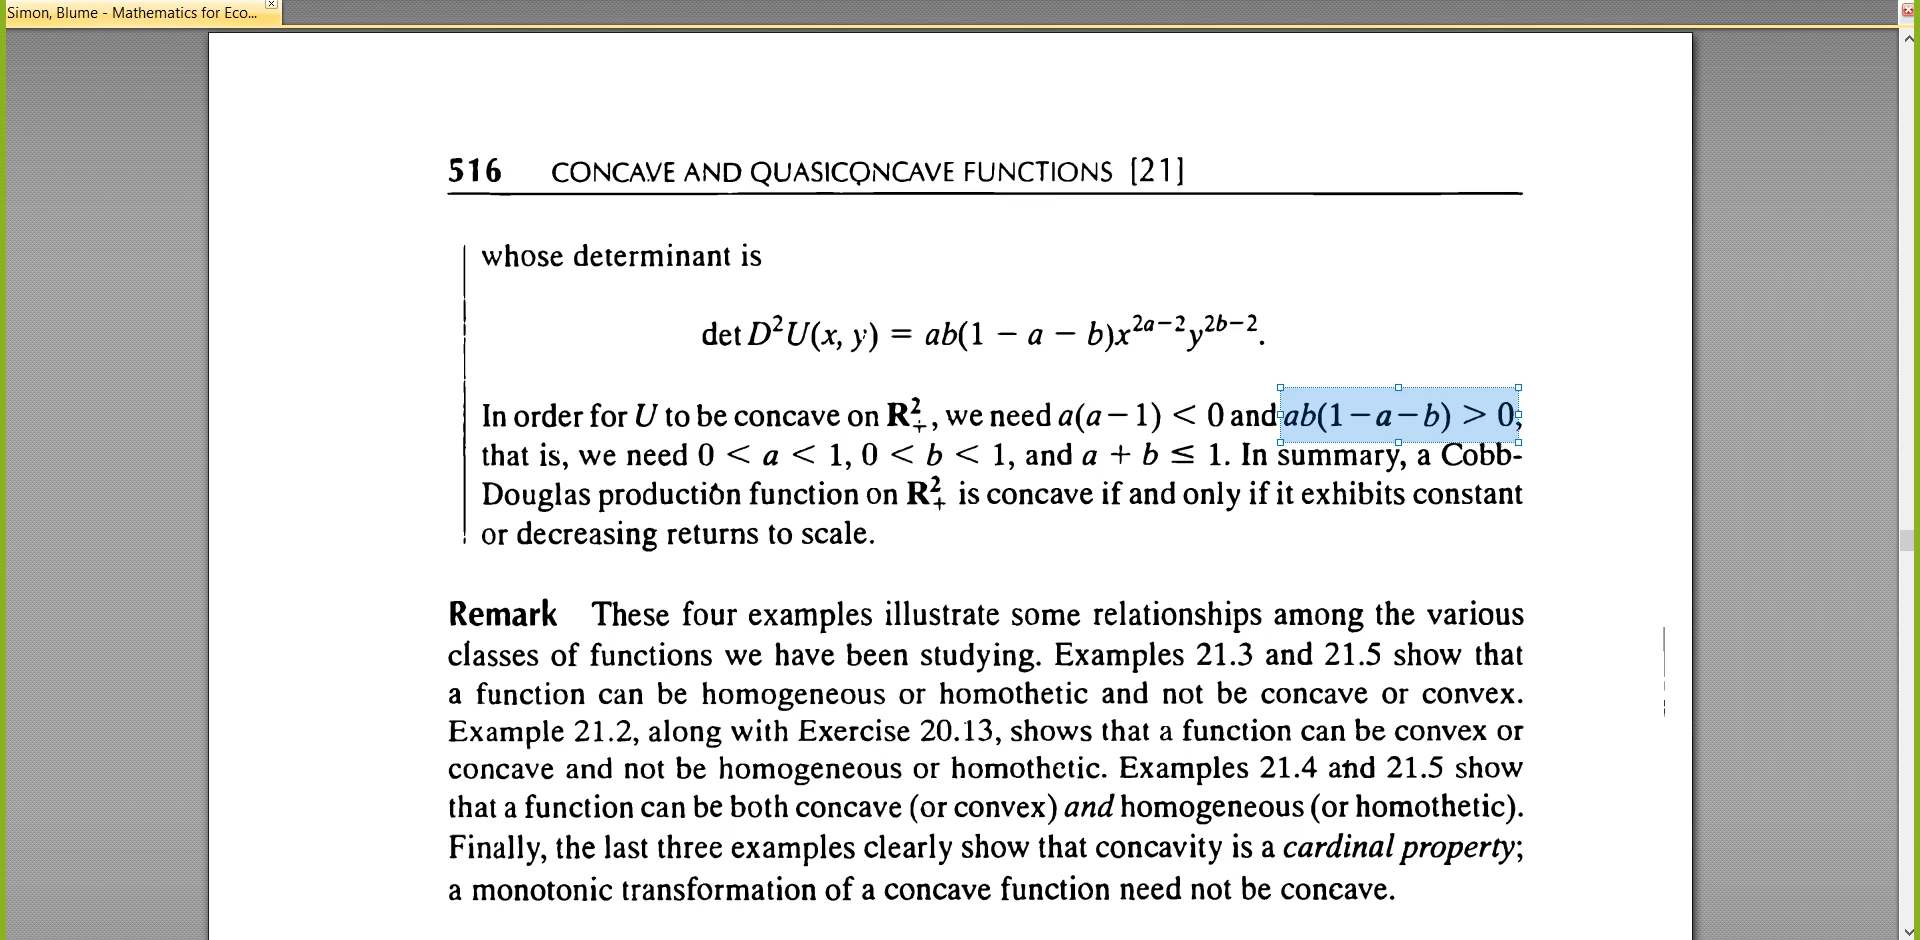 Simon, Blume - Mathematics for Eco...
516 CONCAVE AND QUASICONCAVE FUNCTIONS [21]
whose determinant is
det D²U(x, y) = ab(1 − a − b)x²ᵃ⁻²y²ᵇ⁻².
In order for U to be concave on R²₊, we need a(a − 1) < 0 and ab(1 − a − b) > 0,
that is, we need 0 < a < 1, 0 < b < 1, and a + b ≤ 1. In summary, a Cobb-
Douglas production function on R²₊ is concave if and only if it exhibits constant
or decreasing returns to scale.
Remark These four examples illustrate some relationships among the various
classes of functions we have been studying. Examples 21.3 and 21.5 show that
a function can be homogeneous or homothetic and not be concave or convex.
Example 21.2, along with Exercise 20.13, shows that a function can be convex or
concave and not be homogeneous or homothetic. Examples 21.4 and 21.5 show
that a function can be both concave (or convex) and homogeneous (or homothetic).
Finally, the last three examples clearly show that concavity is a cardinal property;
a monotonic transformation of a concave function need not be concave.